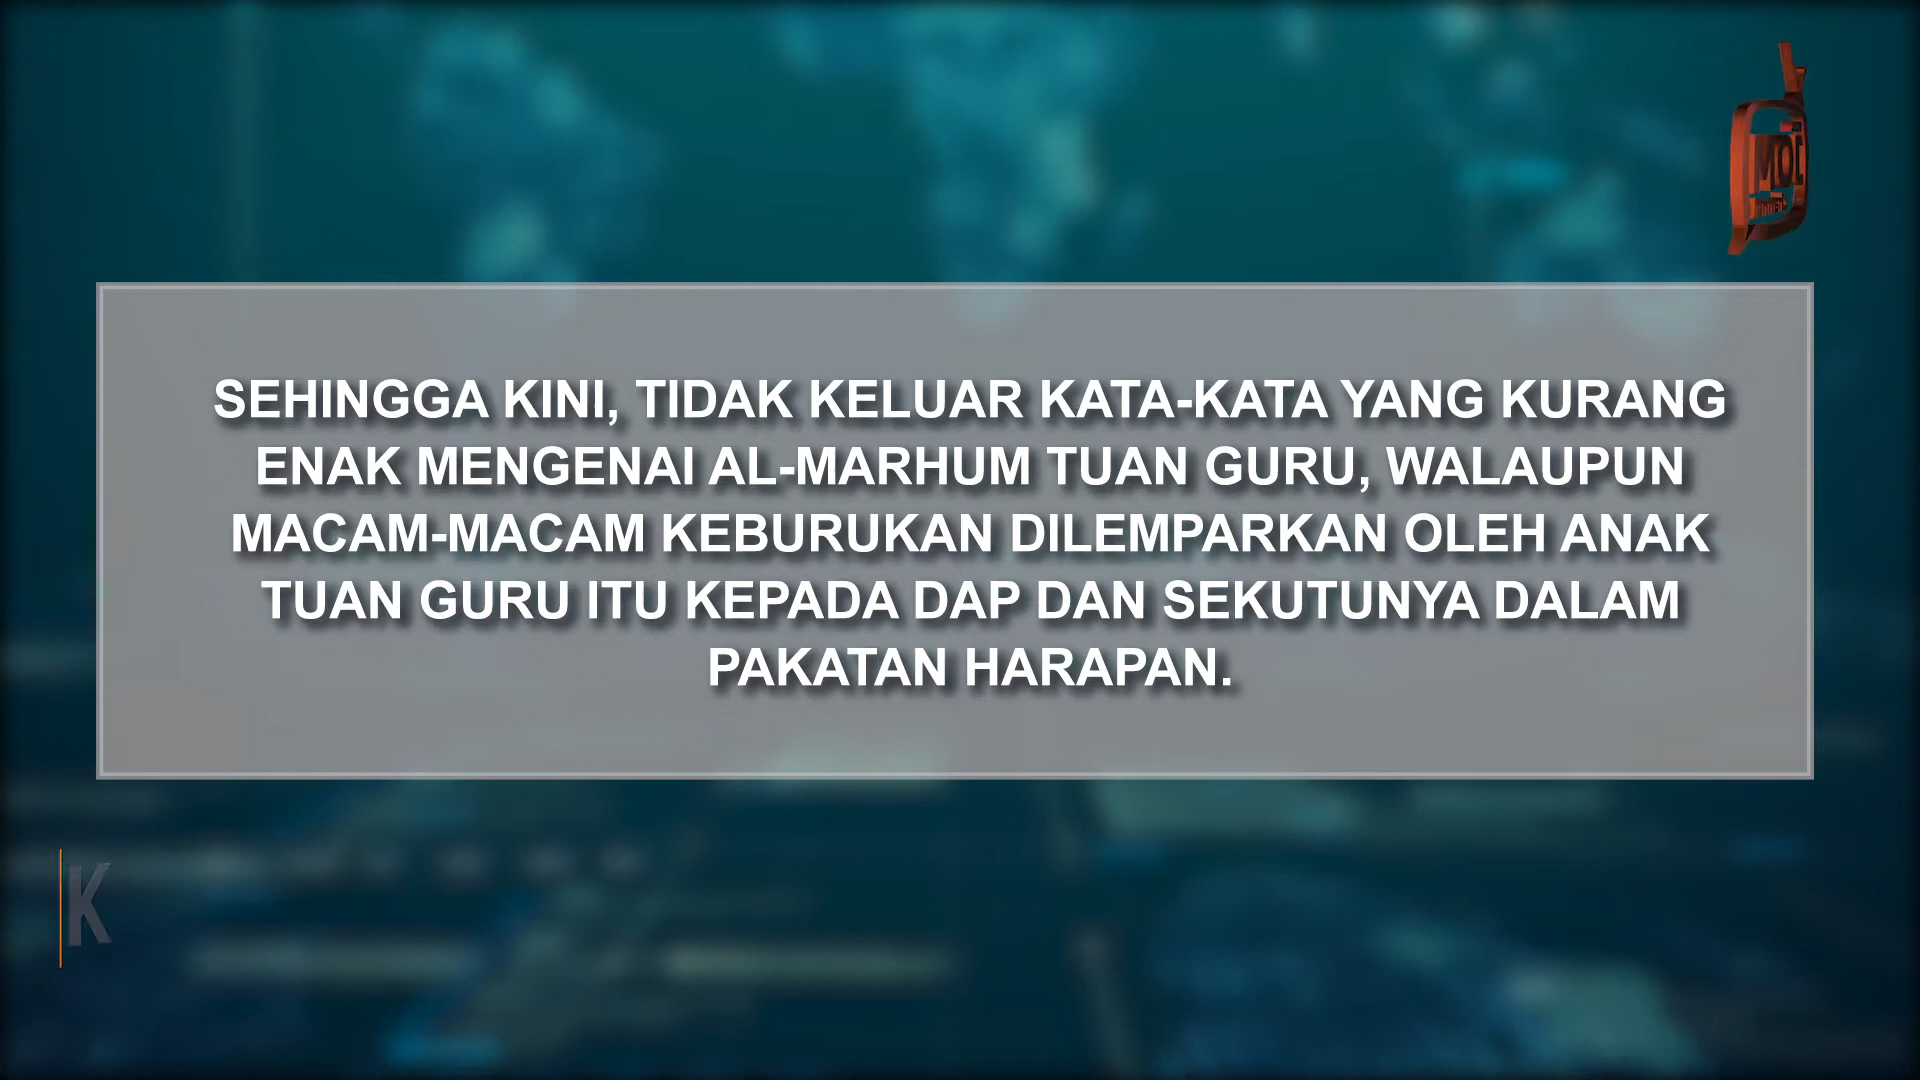 JOM
SEHINGGA KINI, TIDAK KELUAR KATA-KATA YANG KURANG
ENAK MENGENAI AL-MARHUM TUAN GURU, WALAUPUN
MACAM-MACAM KEBURUKAN DILEMPARKAN OLEH ANAK
TUAN GURU ITU KEPADA DAP DAN SEKUTUNYA DALAM
PAKATAN HARAPAN.
K